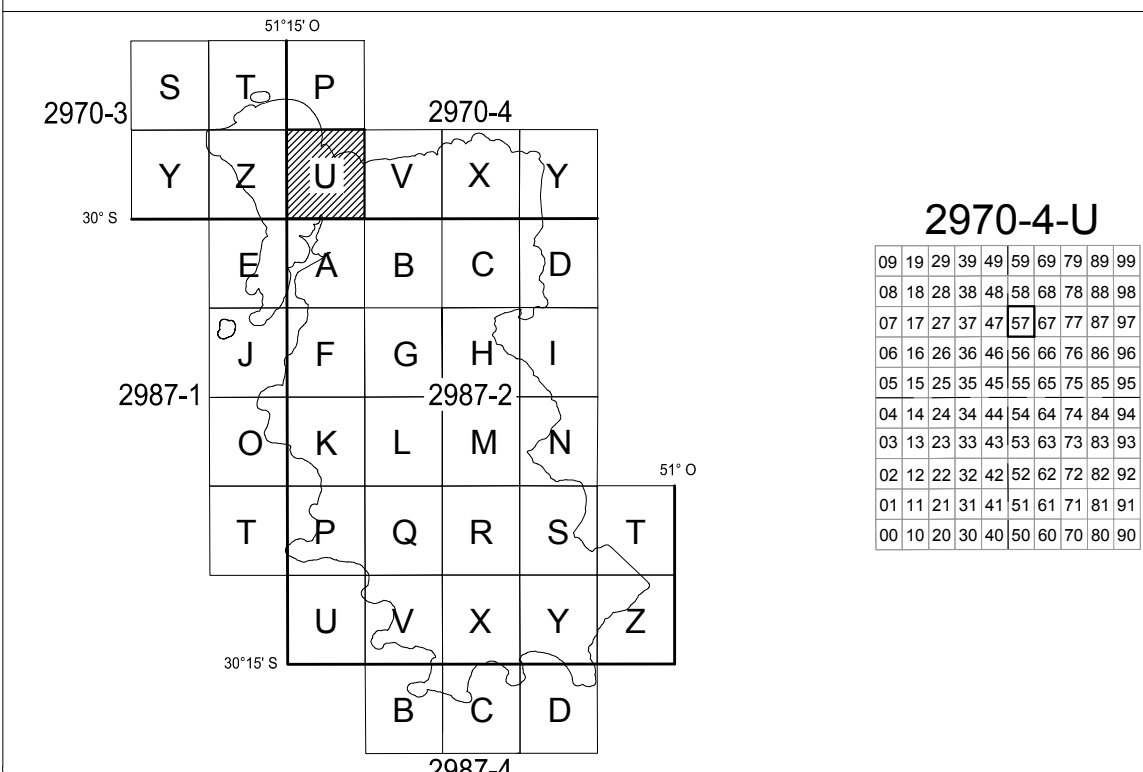 51°15' O
S T P
2970-3
2970-4
Y Z U V X Y
30° S
E A B C D
J F G H I
2987-1
2987-2
O K L M N
51° O
T P Q R S T
U V X Y Z
30°15' S
B C D
2987-4
2970-4-U
09 19 29 39 49 59 69 79 89 99
08 18 28 38 48 58 68 78 88 98
07 17 27 37 47 57 67 77 87 97
06 16 26 36 46 56 66 76 86 96
05 15 25 35 45 55 65 75 85 95
04 14 24 34 44 54 64 74 84 94
03 13 23 33 43 53 63 73 83 93
02 12 22 32 42 52 62 72 82 92
01 11 21 31 41 51 61 71 81 91
00 10 20 30 40 50 60 70 80 90